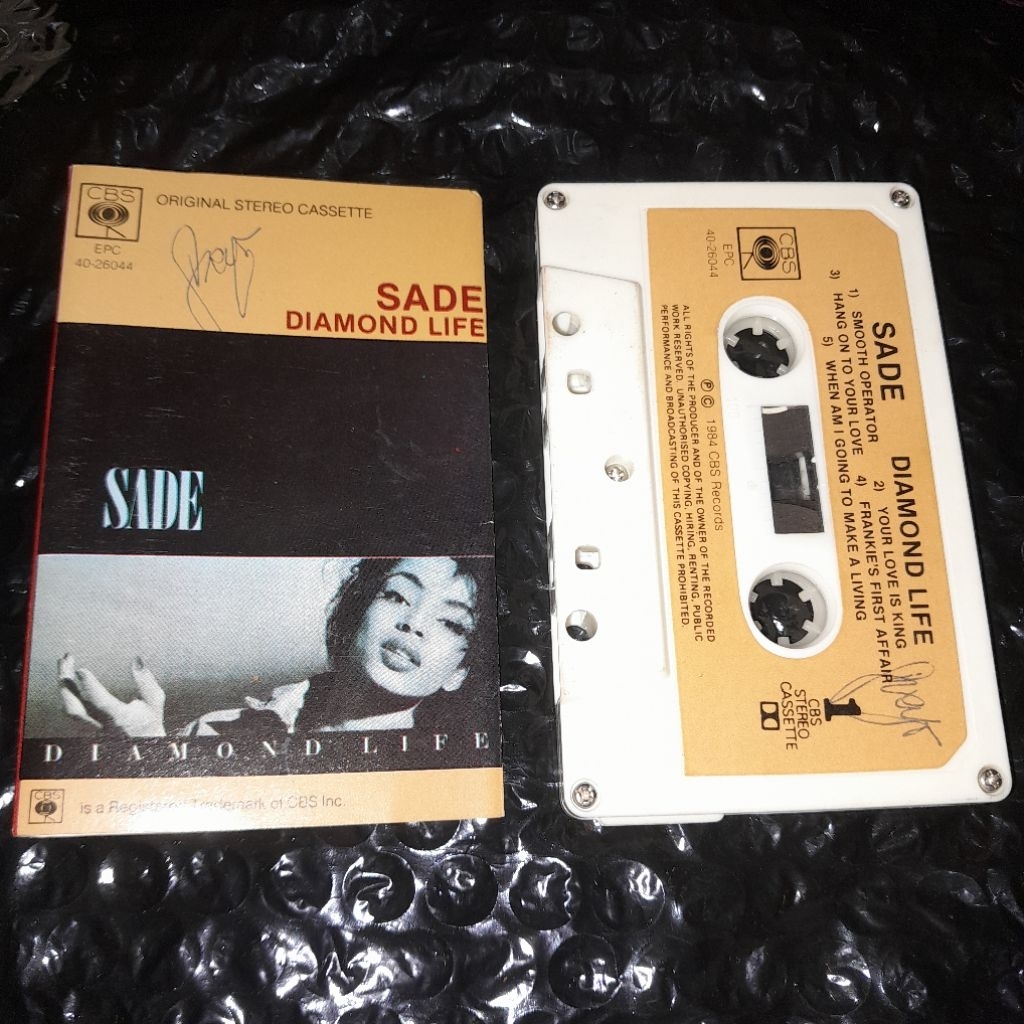 CBS
ORIGINAL STEREO CASSETTE
EPC
40-26044
SADE
DIAMOND LIFE
SADE
DIAMOND LIFE
CBS
is a Registered Trademark of CBS Inc.
CBS
EPC
40-26044
SADE DIAMOND LIFE
1) SMOOTH OPERATOR 2) YOUR LOVE IS KING
3) HANG ON TO YOUR LOVE 4) FRANKIE'S FIRST AFFAIR
5) WHEN AM I GOING TO MAKE A LIVING
1
CBS
STEREO
CASSETTE
Ⓟ © 1984 CBS Records
ALL RIGHTS OF THE PRODUCER AND OF THE OWNER OF THE RECORDED
WORK RESERVED. UNAUTHORISED COPYING, HIRING, RENTING, PUBLIC
PERFORMANCE AND BROADCASTING OF THIS CASSETTE PROHIBITED.